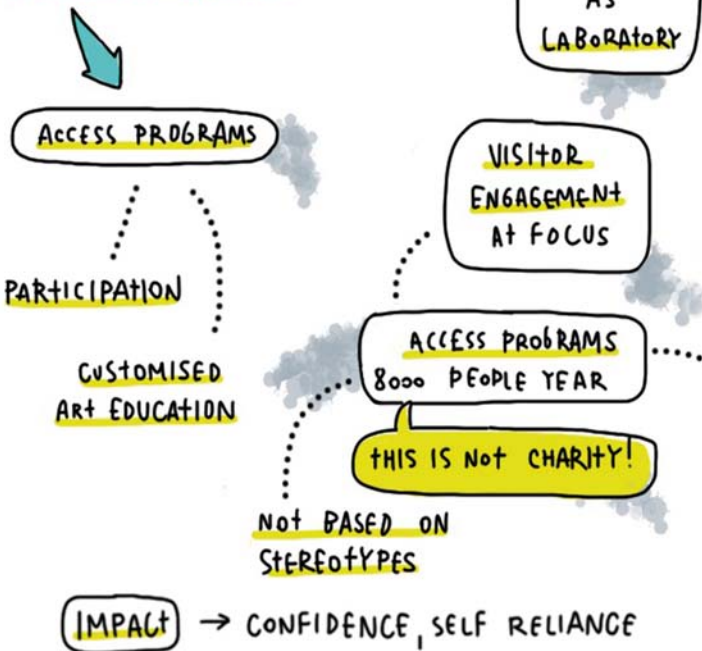 AS
LABORATORY
ACCESS PROGRAMS
PARTICIPATION
CUSTOMISED
ART EDUCATION
VISITOR
ENGAGEMENT
AT FOCUS
ACCESS PROGRAMS
8000 PEOPLE YEAR
THIS IS NOT CHARITY!
NOT BASED ON
STEREOTYPES
IMPACT → CONFIDENCE, SELF RELIANCE